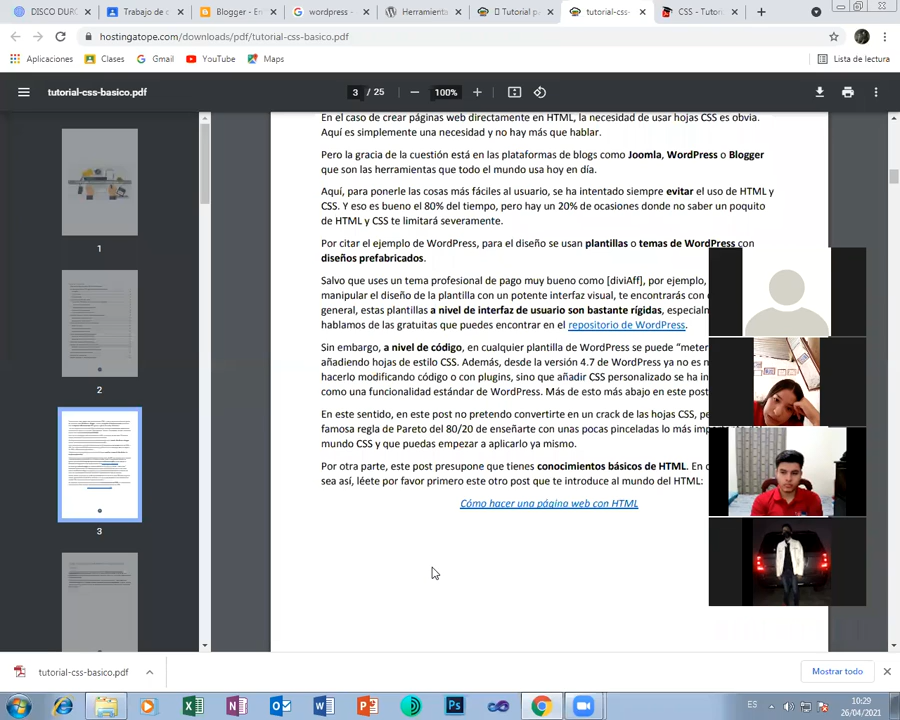 DISCO DUR
Trabajo de c
Blogger - En
wordpress -
Herramienta
Tutorial p
tutorial-css-
CSS - Tutori
hostingatope.com/downloads/pdf/tutorial-css-basico.pdf
Aplicaciones
Clases
Gmail
YouTube
Maps
Lista de lectura
tutorial-css-basico.pdf
3 / 25
100%
En el caso de crear páginas web directamente en HTML, la necesidad de usar hojas CSS es obvia.
Aquí es simplemente una necesidad y no hay más que hablar.
Pero la gracia de la cuestión está en las plataformas de blogs como Joomla, WordPress o Blogger
que son las herramientas que todo el mundo usa hoy en día.
Aquí, para ponerle las cosas más fáciles al usuario, se ha intentado siempre evitar el uso de HTML y
CSS. Y eso es bueno el 80% del tiempo, pero hay un 20% de ocasiones donde no saber un poquito
de HTML y CSS te limitará severamente.
Por citar el ejemplo de WordPress, para el diseño se usan plantillas o temas de WordPress con
diseños prefabricados.
Salvo que uses un tema profesional de pago muy bueno como [diviAff], por ejemplo,
manipular el diseño de la plantilla con un potente interfaz visual, te encontrarás con
general, estas plantillas a nivel de interfaz de usuario son bastante rígidas, especial
hablamos de las gratuitas que puedes encontrar en el repositorio de WordPress.
Sin embargo, a nivel de código, en cualquier plantilla de WordPress se puede “meter
añadiendo hojas de estilo CSS. Además, desde la versión 4.7 de WordPress ya no es
hacerlo modificando código o con plugins, sino que añadir CSS personalizado se ha in
como una funcionalidad estándar de WordPress. Más de esto más abajo en este post
En este sentido, en este post no pretendo convertirte en un crack de las hojas CSS, pe
famosa regla de Pareto del 80/20 de enseñarte con unas pocas pinceladas lo más imp
mundo CSS y que puedas empezar a aplicarlo ya mismo.
Por otra parte, este post presupone que tienes conocimientos básicos de HTML. En
sea así, léete por favor primero este otro post que te introduce al mundo del HTML:
Cómo hacer una página web con HTML
1
2
3
tutorial-css-basico.pdf
Mostrar todo
ES
10:29
26/04/2021